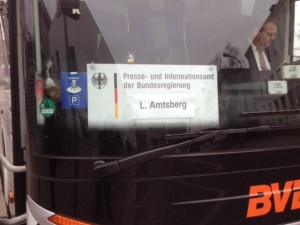 Presse- und Informationsamt
der Bundesregierung
L. Amtsberg
P
BVB